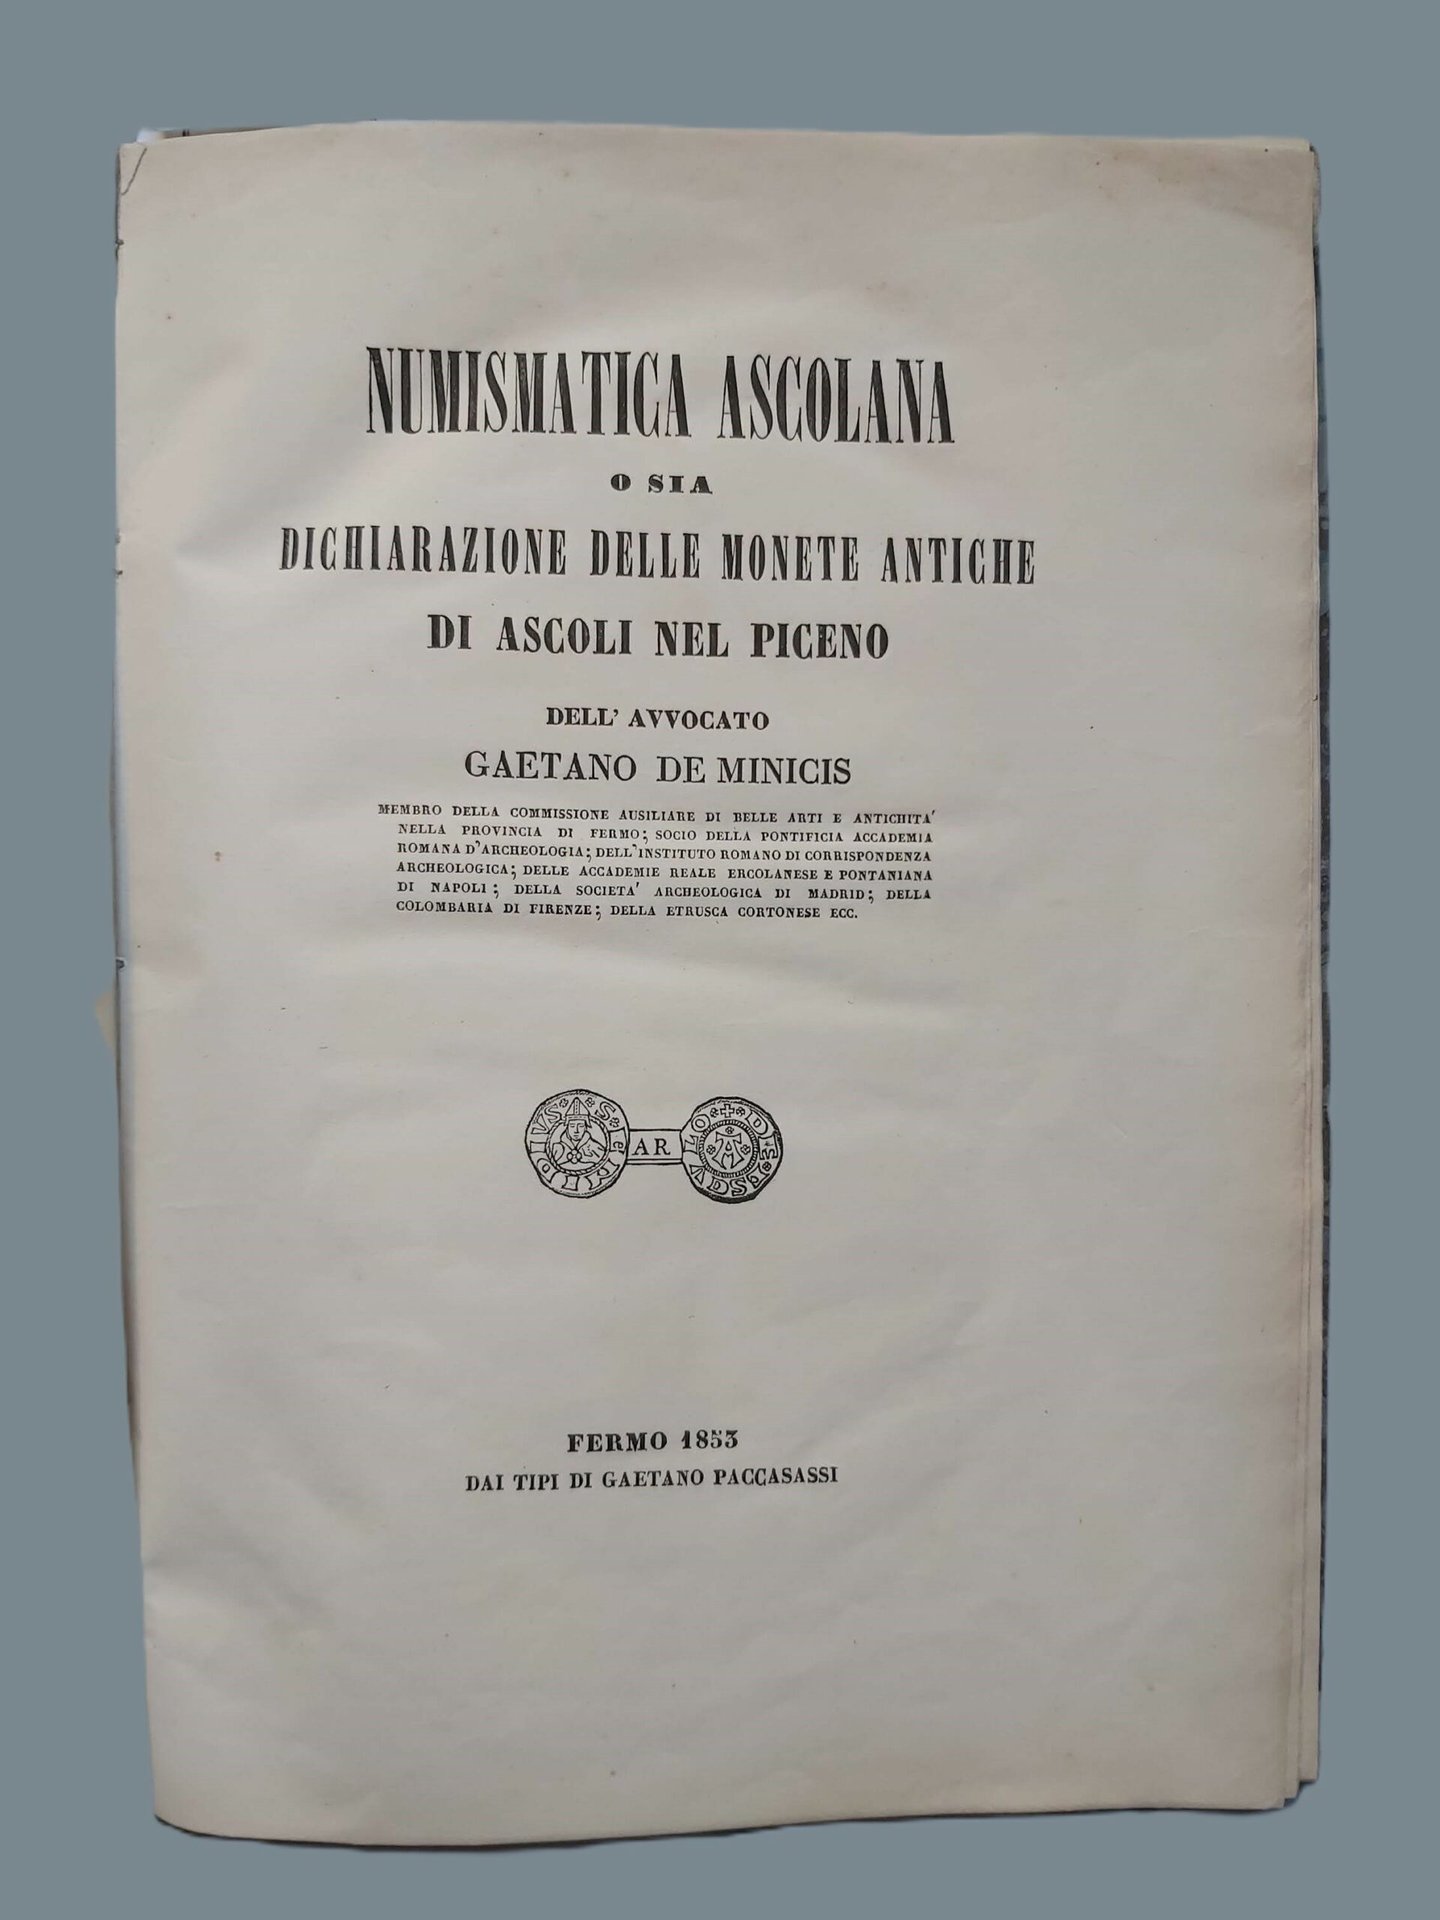 NUMISMATICA ASCOLANA
O SIA
DICHIARAZIONE DELLE MONETE ANTICHE
DI ASCOLI NEL PICENO
DELL' AVVOCATO
GAETANO DE MINICIS
MEMBRO DELLA COMMISSIONE AUSILIARE DI BELLE ARTI E ANTICHITA'
NELLA PROVINCIA DI FERMO; SOCIO DELLA PONTIFICIA ACCADEMIA
ROMANA D'ARCHEOLOGIA; DELL'INSTITUTO ROMANO DI CORRISPONDENZA
ARCHEOLOGICA; DELLE ACCADEMIE REALE ERCOLANESE E PONTANIANA
DI NAPOLI; DELLA SOCIETA' ARCHEOLOGICA DI MADRID; DELLA
COLOMBARIA DI FIRENZE; DELLA ETRUSCA CORTONESE ECC.
AR
FERMO 1853
DAI TIPI DI GAETANO PACCASASSI